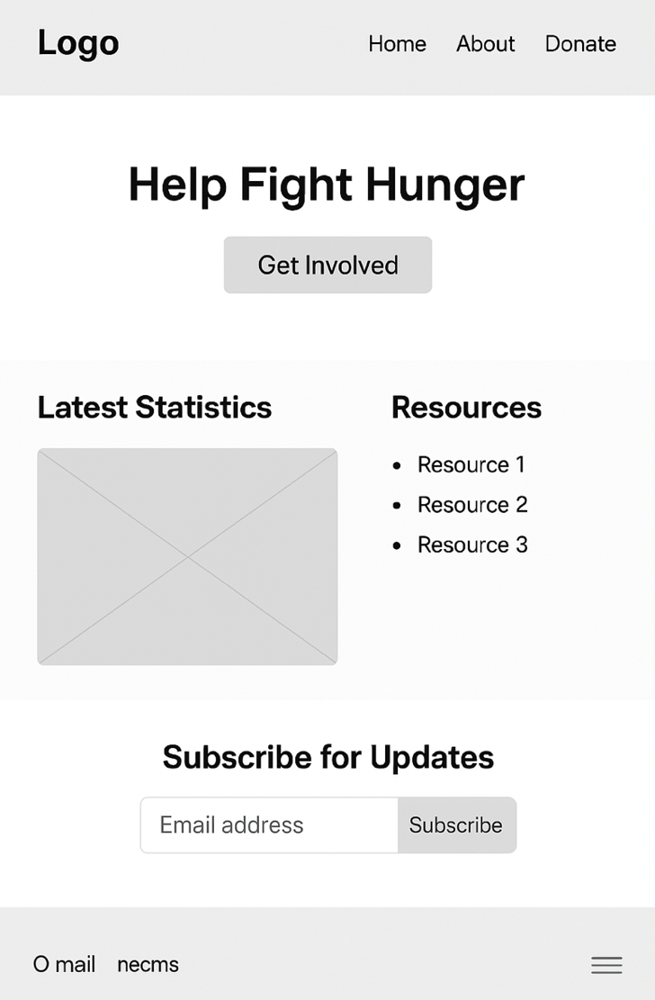 Logo
Home About Donate
Help Fight Hunger
Get Involved
Latest Statistics
Resources
• Resource 1
• Resource 2
• Resource 3
Subscribe for Updates
Email address Subscribe
O mail necms